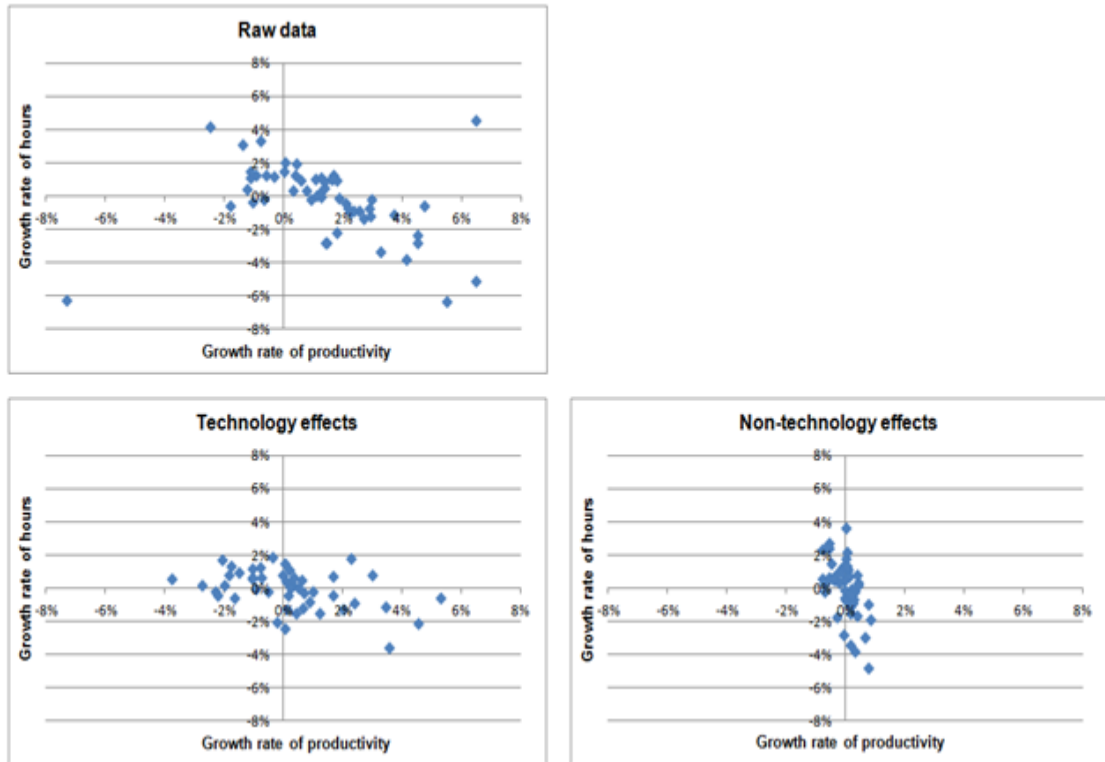 Raw data
8%
6%
4%
2%
0%
-8% -6% -4% -2% 0% 2% 4% 6% 8%
-2%
-4%
-6%
-8%
Growth rate of hours
Growth rate of productivity
Technology effects
8%
6%
4%
2%
0%
-8% -6% -4% -2% 0% 2% 4% 6% 8%
-2%
-4%
-6%
-8%
Growth rate of hours
Growth rate of productivity
Non-technology effects
8%
6%
4%
2%
0%
-8% -6% -4% -2% 0% 2% 4% 6% 8%
-2%
-4%
-6%
-8%
Growth rate of hours
Growth rate of productivity